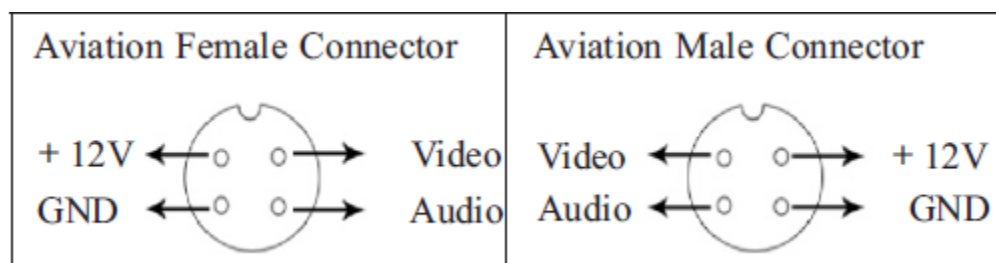 Aviation Female Connector
+ 12V Video
GND Audio
Aviation Male Connector
Video + 12V
Audio GND